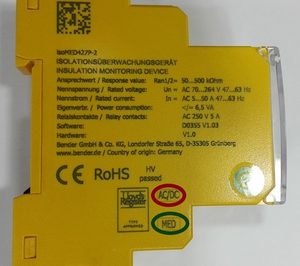 isoMED427P-2
ISOLATIONSÜBERWACHUNGSGERÄT
INSULATION MONITORING DEVICE
Ansprechwert / Response value: Ran1/2= 50...500 kOhm
Nennspannung / Rated voltage: Un = AC 70...264 V 47...63 Hz
Nennstrom / Rated current: In = AC 5...50 A 47...63 Hz
Eigenverbr. / Power consumption: </= 6,5 VA
Relaiskontakte / Relay contacts: AC 250 V 5 A
Software: D0355 V1.03
Hardware: V1.0
Bender GmbH & Co. KG, Londorfer Straße 65, D-35305 Grünberg
www.bender.de / Country of origin: Germany
CE RoHS HV passed
Lloyd's Register
TYPE APPROVED
AC/DC
MED